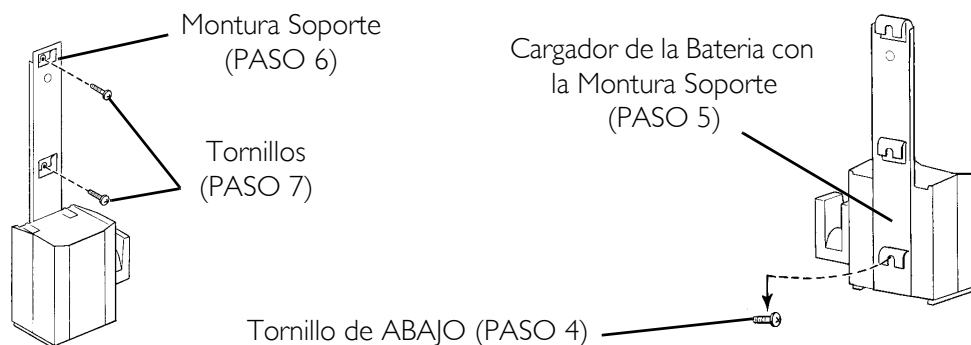 Montura Soporte
(PASO 6)
Tornillos
(PASO 7)
Cargador de la Bateria con
la Montura Soporte
(PASO 5)
Tornillo de ABAJO (PASO 4)